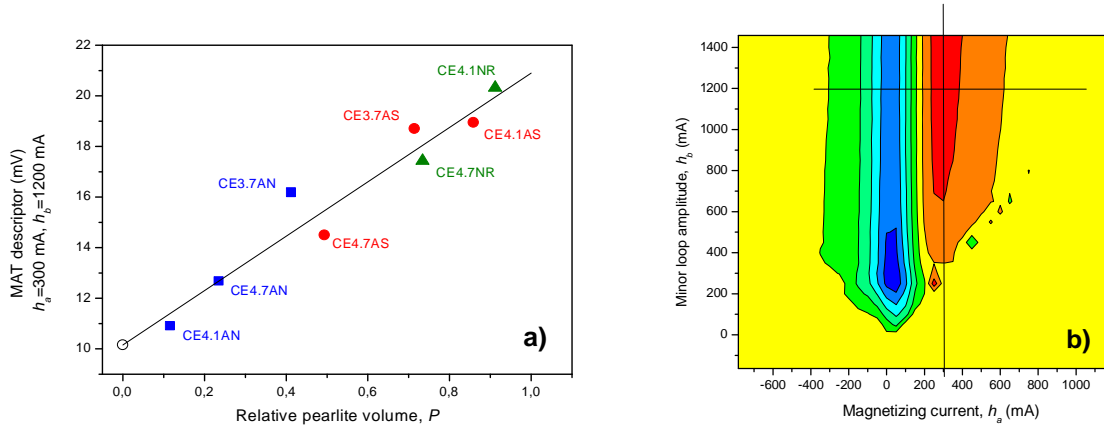 MAT descriptor (mV)
hₐ=300 mA, h_b=1200 mA
22
20
18
16
14
12
10
CE4.1NR
CE3.7AS
CE4.1AS
CE4.7NR
CE3.7AN
CE4.7AS
CE4.7AN
CE4.1AN
a)
0,0 0,2 0,4 0,6 0,8 1,0
Relative pearlite volume, P
Minor loop amplitude, h_b (mA)
1400
1200
1000
800
600
400
200
0
b)
-600 -400 -200 0 200 400 600 800 1000
Magnetizing current, hₐ (mA)